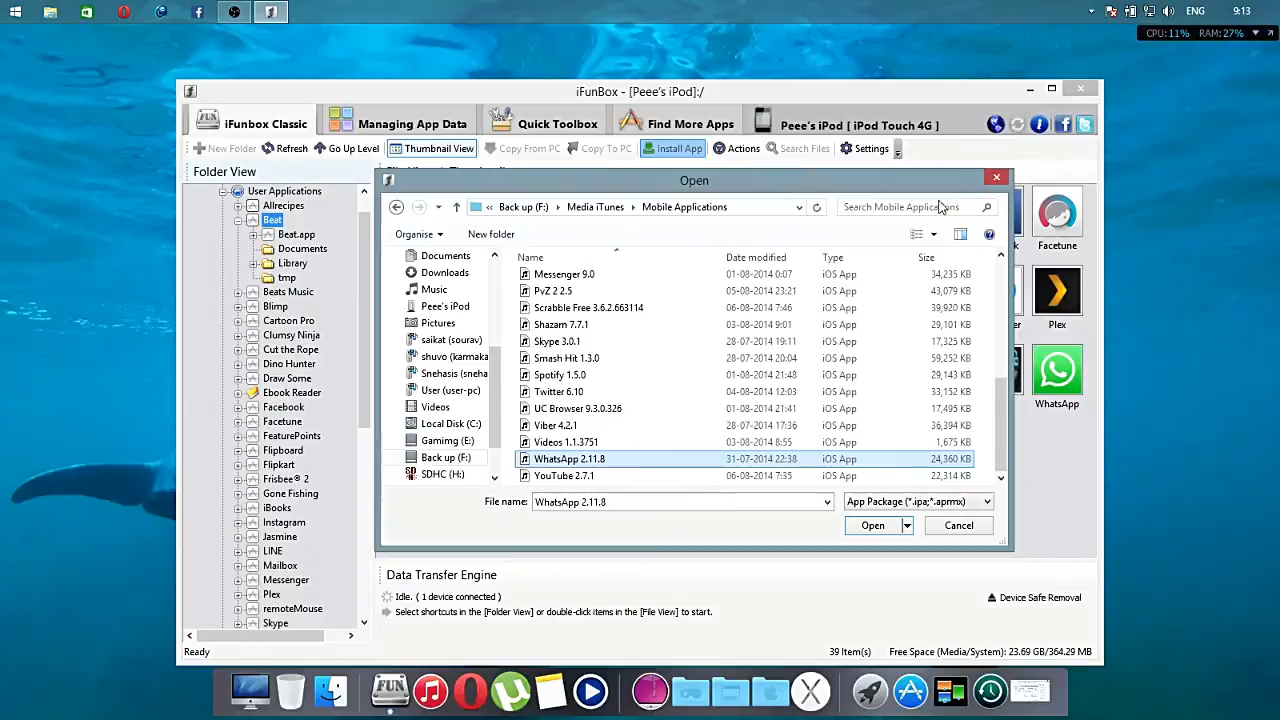 ENG
9:13
CPU:11% RAM:27%
iFunBox - [Peee's iPod]:/
iFunbox Classic
Managing App Data
Quick Toolbox
Find More Apps
Peee's iPod [ iPod Touch 4G ]
New Folder
Refresh
Go Up Level
Thumbnail View
Copy From PC
Copy To PC
Install App
Actions
Search Files
Settings
Folder View
User Applications
Allrecipes
Beat
Beat.app
Documents
Library
tmp
Beats Music
Blimp
Cartoon Pro
Clumsy Ninja
Cut the Rope
Dino Hunter
Draw Some
Ebook Reader
Facebook
Facetune
FeaturePoints
Flipboard
Flipkart
Frisbee® 2
Gone Fishing
iBooks
Instagram
Jasmine
LINE
Mailbox
Messenger
Plex
remoteMouse
Skype
Open
« Back up (F:)
Media iTunes
Mobile Applications
Search Mobile Applications
Organise
New folder
Documents
Downloads
Music
Peee's iPod
Pictures
saikat (sourav)
shuvo (karmaka
Snehasis (sneha
User (user-pc)
Videos
Local Disk (C:)
Gamimg (E:)
Back up (F:)
SDHC (H:)
Name Date modified Type Size
Messenger 9.0 01-08-2014 0:07 iOS App 34,235 KB
PvZ 2 2.5 05-08-2014 23:21 iOS App 43,079 KB
Scrabble Free 3.6.2.663114 06-08-2014 7:46 iOS App 39,920 KB
Shazam 7.7.1 03-08-2014 9:01 iOS App 29,101 KB
Skype 3.0.1 28-07-2014 19:11 iOS App 17,325 KB
Smash Hit 1.3.0 28-07-2014 20:04 iOS App 59,252 KB
Spotify 1.5.0 01-08-2014 21:48 iOS App 29,143 KB
Twitter 6.10 04-08-2014 12:03 iOS App 33,152 KB
UC Browser 9.3.0.326 01-08-2014 21:41 iOS App 17,495 KB
Viber 4.2.1 28-07-2014 17:36 iOS App 36,394 KB
Videos 1.1.3751 03-08-2014 8:55 iOS App 1,675 KB
WhatsApp 2.11.8 31-07-2014 22:38 iOS App 24,360 KB
YouTube 2.7.1 06-08-2014 7:35 iOS App 22,314 KB
File name: WhatsApp 2.11.8
App Package (*.ipa;*.aprmx)
Open
Cancel
Facetune
Plex
WhatsApp
Data Transfer Engine
Idle. ( 1 device connected )
Select shortcuts in the [Folder View] or double-click items in the [File View] to start.
Device Safe Removal
Ready
39 Item(s)
Free Space (Media/System): 23.69 GB/364.29 MB
FUN